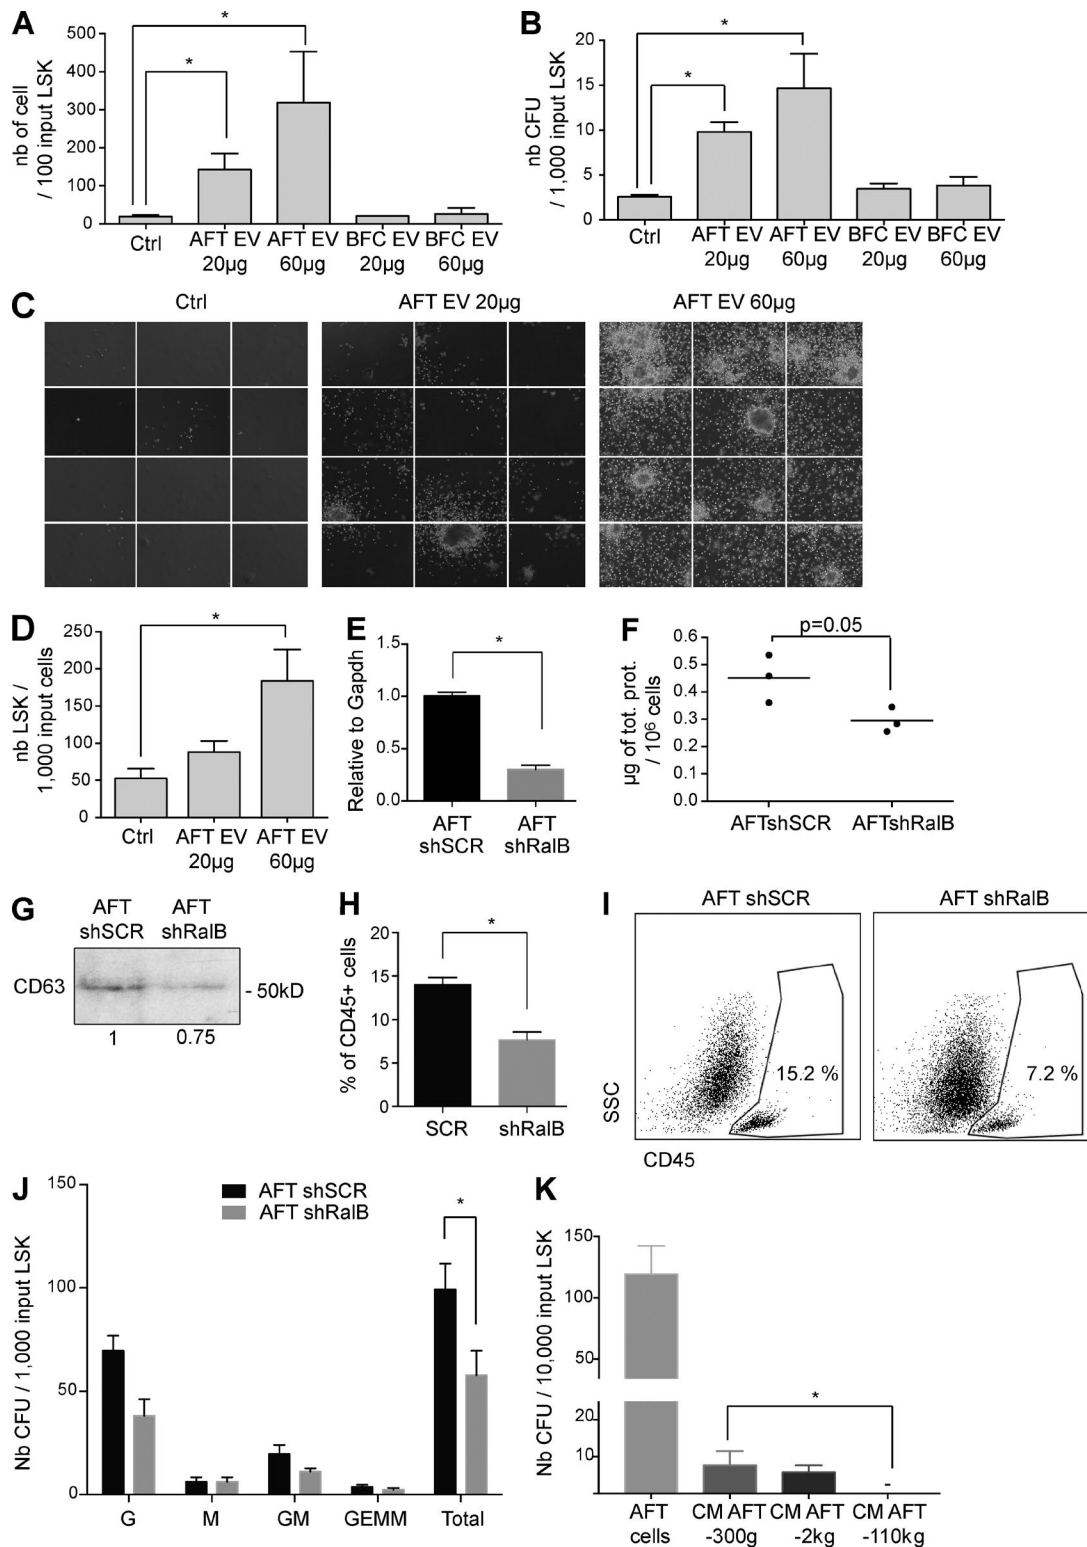 A
nb of cell
/ 100 input LSK
500
400
300
200
100
0
*
*
Ctrl
AFT EV
20µg
AFT EV
60µg
BFC EV
20µg
BFC EV
60µg
B
nb CFU
/ 1,000 input LSK
20
15
10
5
0
*
*
Ctrl
AFT EV
20µg
AFT EV
60µg
BFC EV
20µg
BFC EV
60µg
C
Ctrl
AFT EV 20µg
AFT EV 60µg
D
nb LSK /
1,000 input cells
250
200
150
100
50
0
*
Ctrl
AFT EV
20µg
AFT EV
60µg
E
Relative to Gapdh
1.5
1.0
0.5
0.0
*
AFT
shSCR
AFT
shRalB
F
µg of tot. prot.
/ 10⁶ cells
0.6
0.5
0.4
0.3
0.2
0.1
0.0
p=0.05
AFTshSCR
AFTshRalB
G
AFT
shSCR
AFT
shRalB
CD63
- 50kD
1
0.75
H
% of CD45+ cells
20
15
10
5
0
*
SCR
shRalB
I
AFT shSCR
AFT shRalB
15.2 %
7.2 %
SSC
CD45
J
Nb CFU / 1,000 input LSK
150
100
50
0
AFT shSCR
AFT shRalB
*
G
M
GM
GEMM
Total
K
Nb CFU / 10,000 input LSK
150
100
50
20
10
*
-
AFT
cells
CM AFT
-300g
CM AFT
-2kg
CM AFT
-110kg